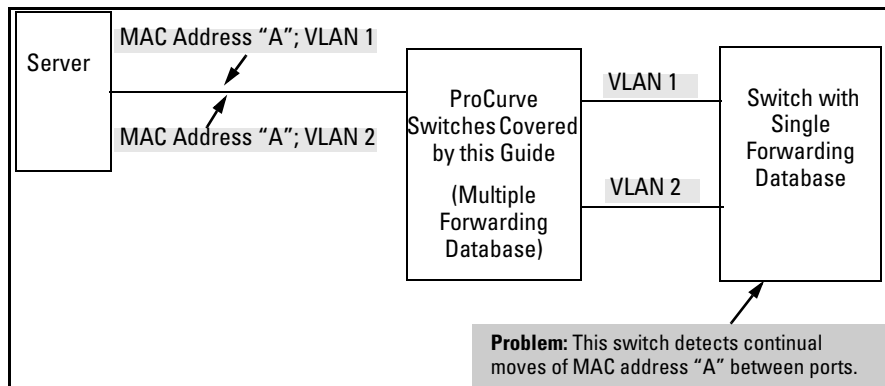 Server
MAC Address “A”; VLAN 1
MAC Address “A”; VLAN 2
ProCurve
Switches Covered
by this Guide
(Multiple
Forwarding
Database)
VLAN 1
VLAN 2
Switch with
Single
Forwarding
Database
Problem: This switch detects continual
moves of MAC address “A” between ports.